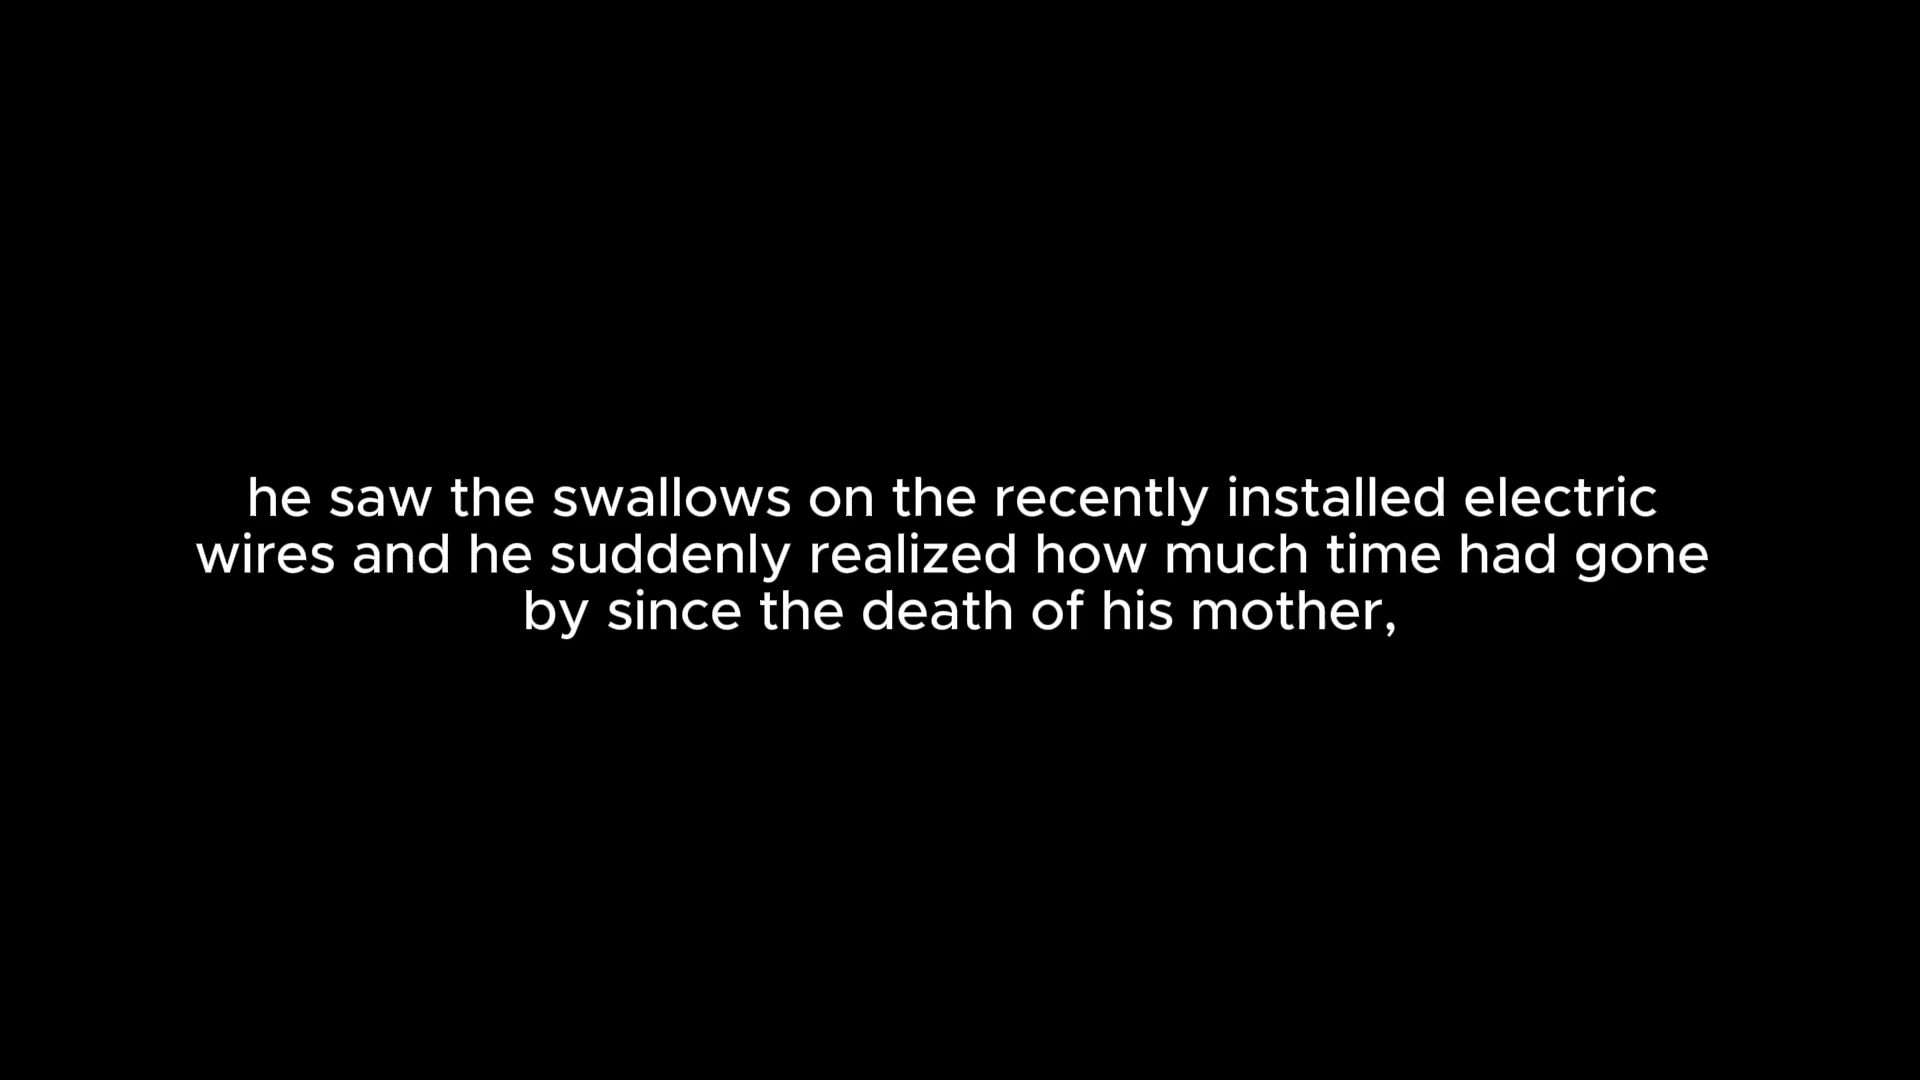 he saw the swallows on the recently installed electric
wires and he suddenly realized how much time had gone
by since the death of his mother,